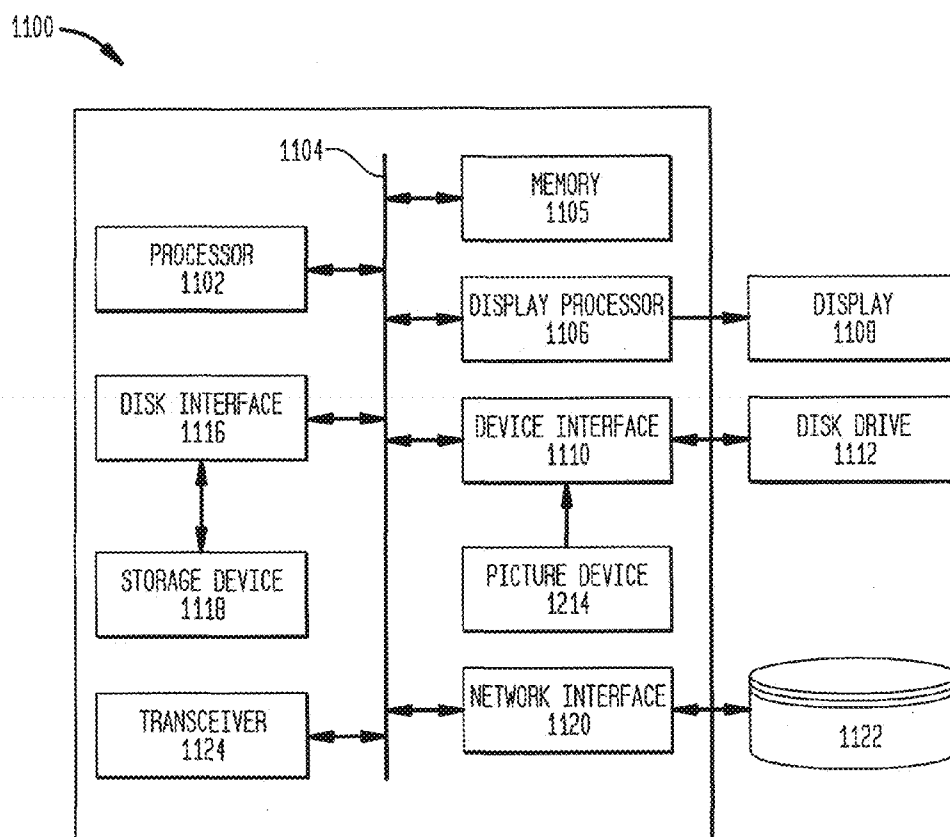 1100
1104
MEMORY
1105
PROCESSOR
1102
DISPLAY PROCESSOR
1106
DISPLAY
1108
DISK INTERFACE
1116
DEVICE INTERFACE
1110
DISK DRIVE
1112
STORAGE DEVICE
1118
PICTURE DEVICE
1214
TRANSCEIVER
1124
NETWORK INTERFACE
1120
1122